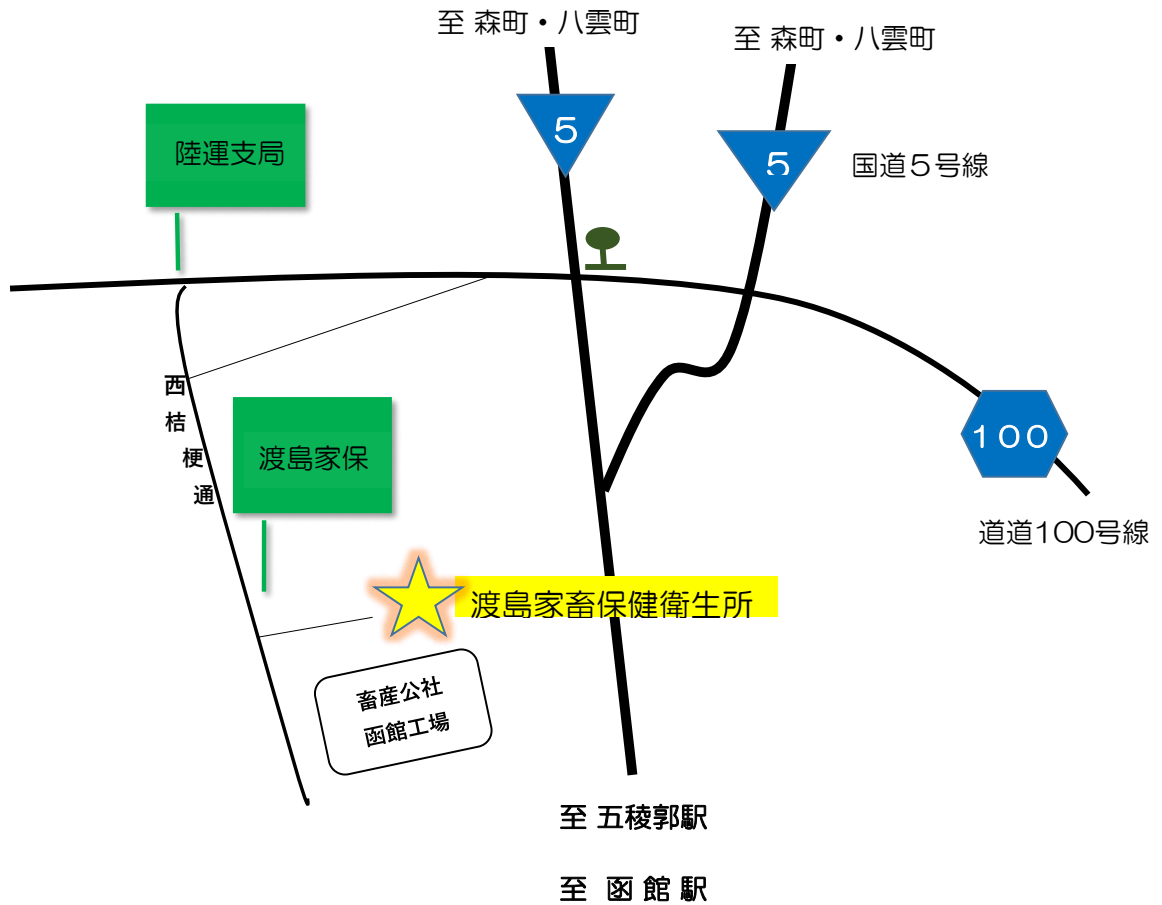 至 森町・八雲町
至 森町・八雲町
5
5
国道5号線
陸運支局
西桔梗通
渡島家保
100
道道100号線
渡島家畜保健衛生所
畜産公社
函館工場
至 五稜郭駅
至 函館駅